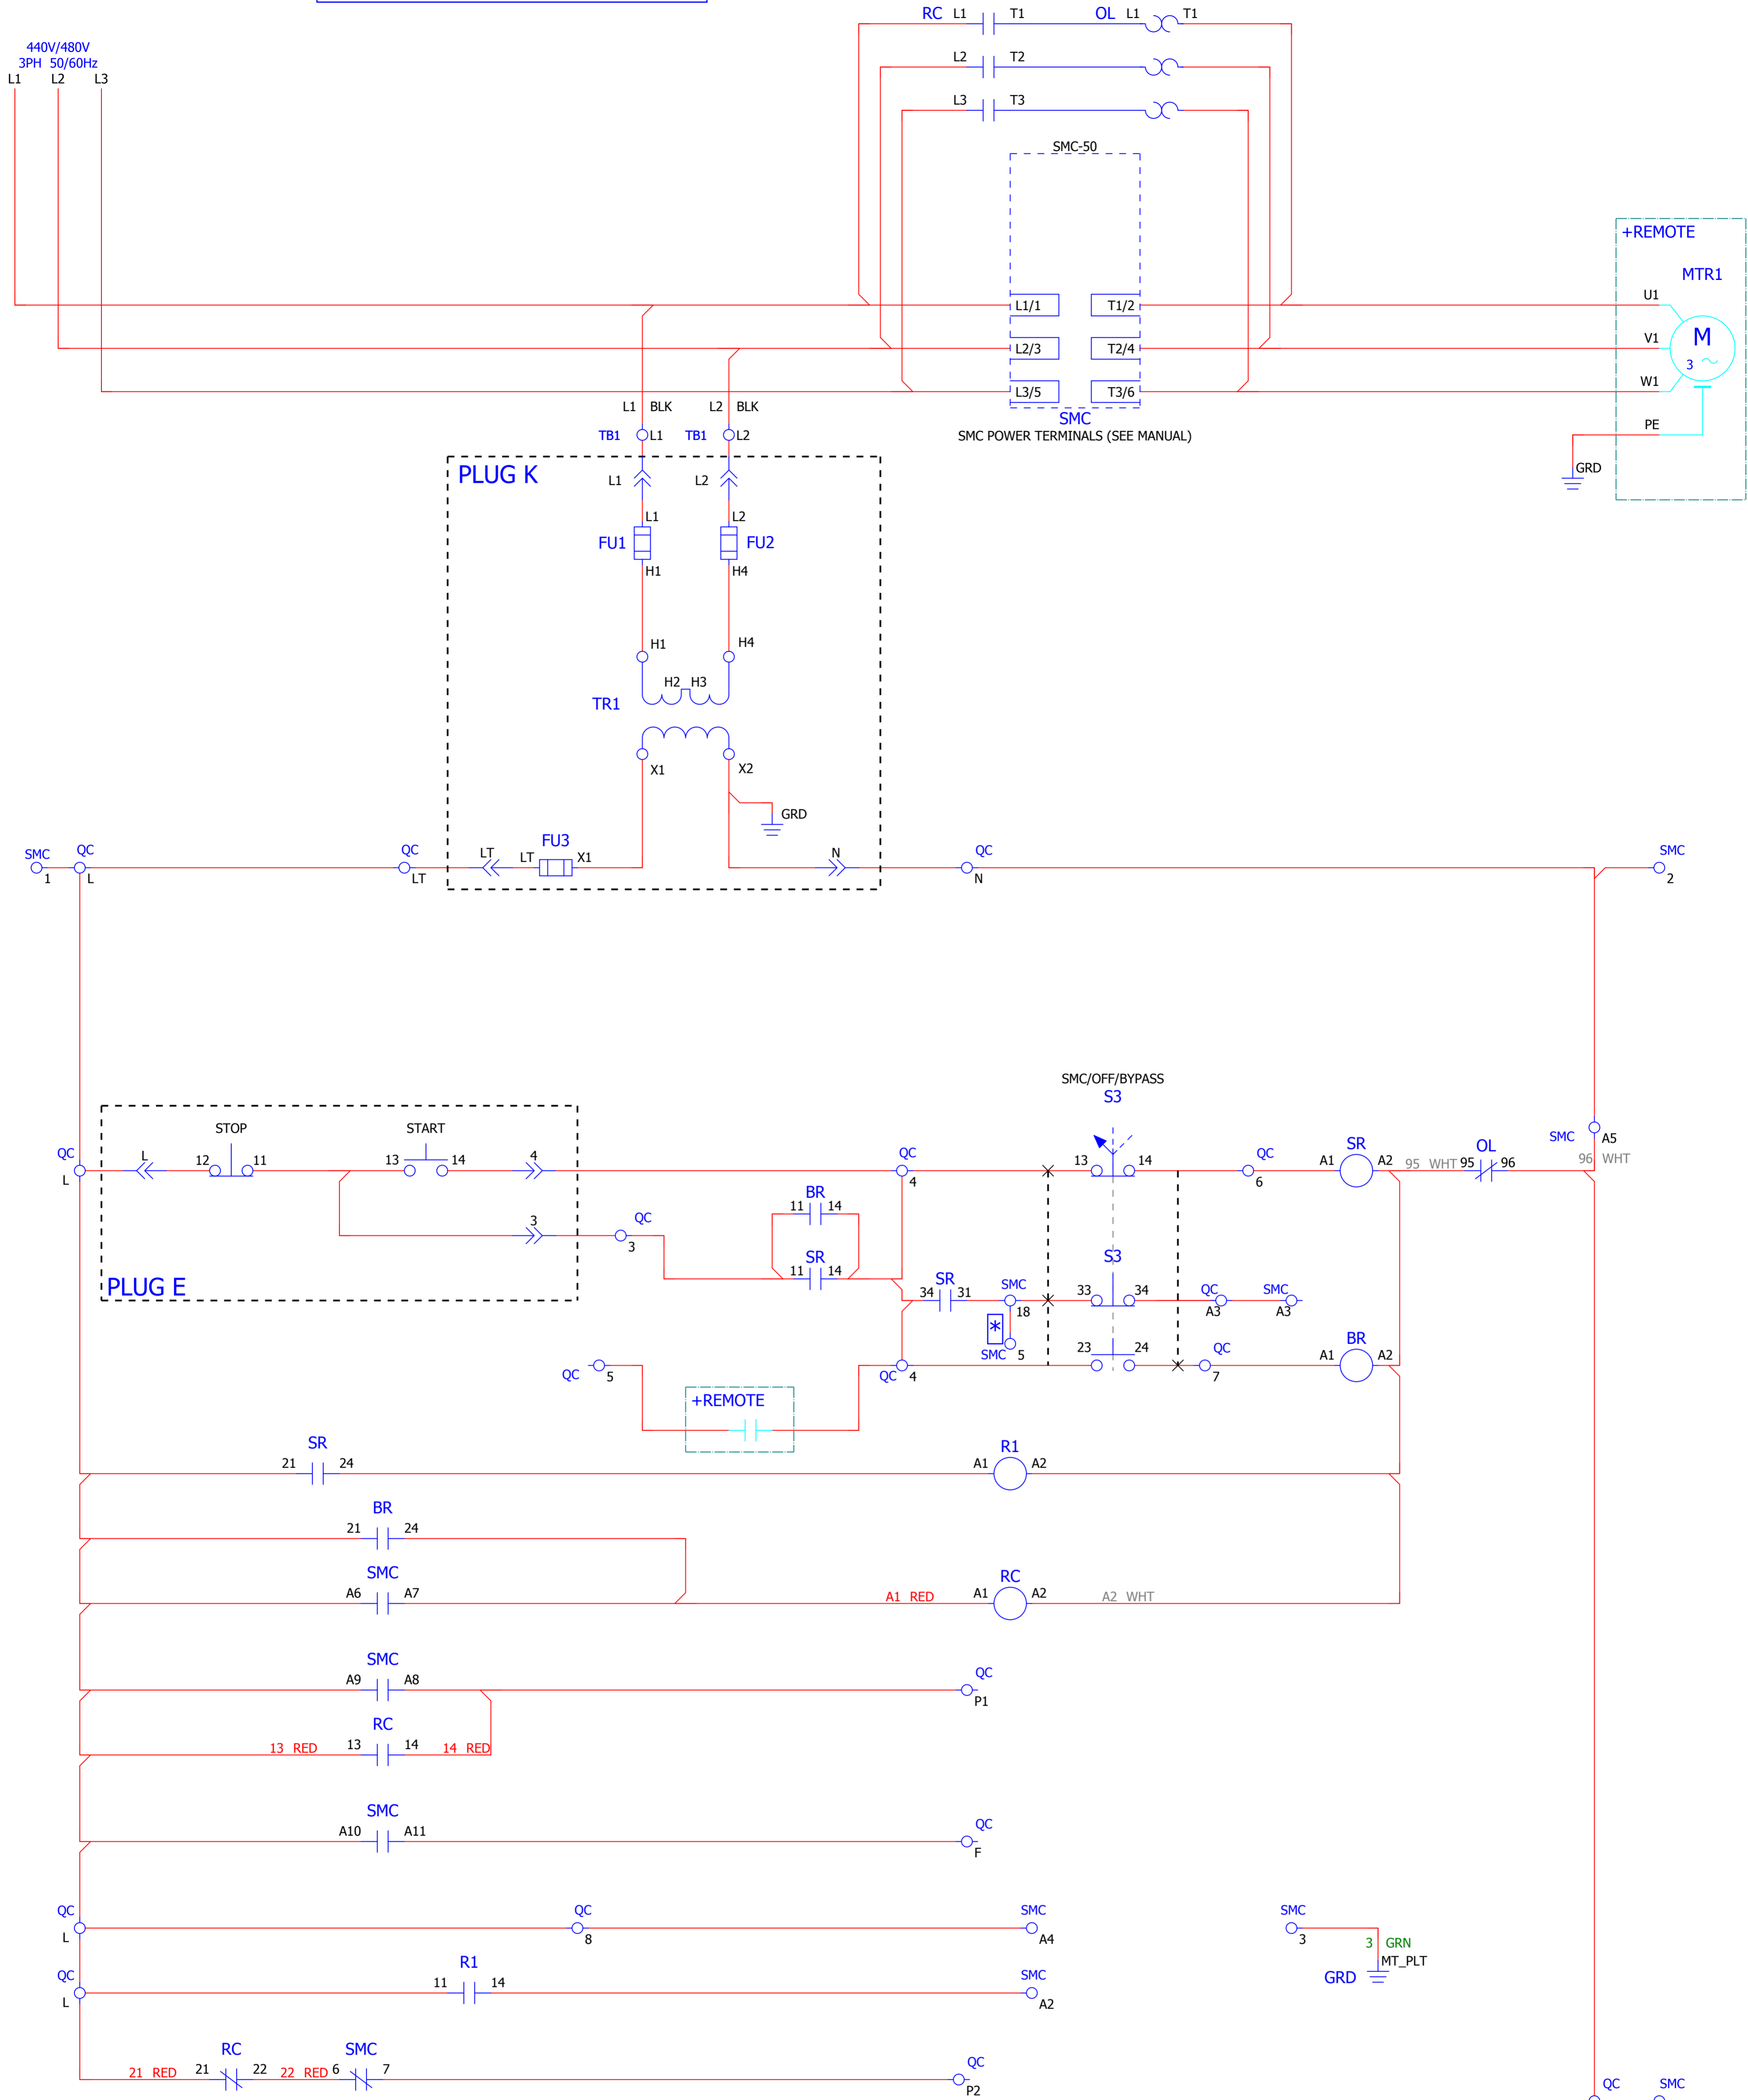 RC L1 T1 OL L1 T1
440V/480V
3PH 50/60Hz
L1 L2 L3
L2 T2
L3 T3
SMC-50
+REMOTE
MTR1
L1/1 T1/2 U1
L2/3 T2/4 V1 M
3
L3/5 T3/6 W1
L1 BLK L2 BLK
SMC
SMC POWER TERMINALS (SEE MANUAL)
PE
GRD
TB1 L1 TB1 L2
PLUG K
L1 L2
L1 L2
FU1 FU2
H1 H4
H1 H4
H2 H3
TR1
X1 X2
GRD
SMC QC QC LT LT FU3 X1 N QC SMC
1 L LT N 2
SMC/OFF/BYPASS
S3
STOP START
QC L 12 11 13 14 4 QC 13 14 QC SR OL SMC A5
L 4 6 A1 A2 95 WHT 95 96 96 WHT
BR
11 14
3 QC
3
SR
11 14
S3
PLUG E
SR
34 31 SMC 33 34 QC SMC
18 A3 A3
*
SMC 5
23 24 QC BR
QC 5 QC 4 7 A1 A2
+REMOTE
SR R1
21 24 A1 A2
BR
21 24
SMC RC
A6 A7 A1 RED A1 A2 A2 WHT
SMC
A9 A8 QC
P1
RC
13 RED 13 14 14 RED
SMC
A10 A11 QC
F
QC QC SMC SMC
L 8 A4 3
3 GRN
MT_PLT
GRD
QC R1 SMC
L 11 14 A2
RC SMC
21 RED 21 22 22 RED 6 7 QC
P2
QC SMC